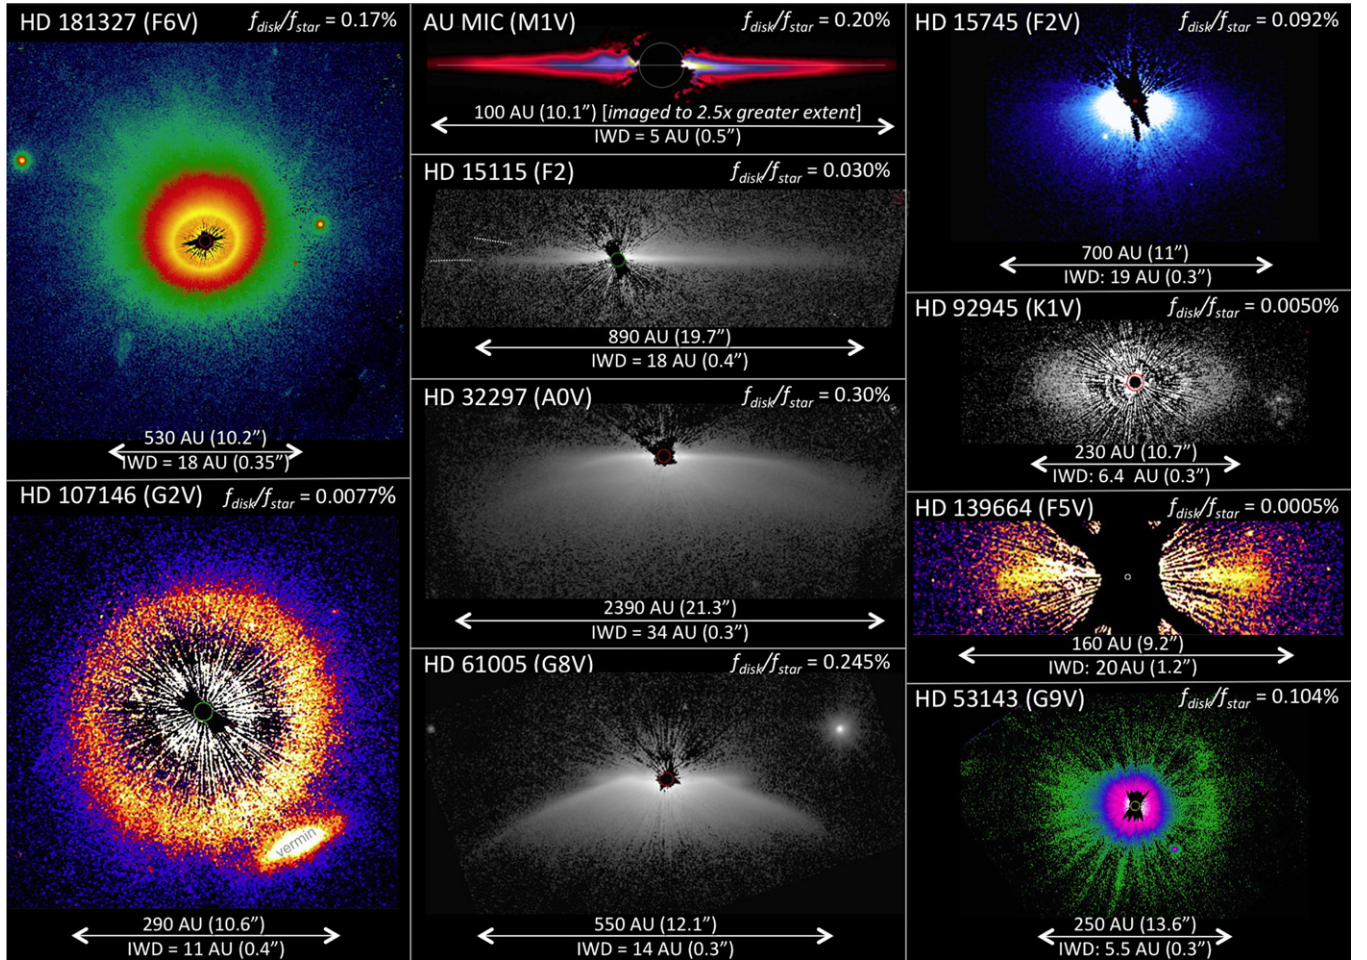 HD 181327 (F6V) f_disk/f_star = 0.17%
530 AU (10.2”)
IWD = 18 AU (0.35”)
HD 107146 (G2V) f_disk/f_star = 0.0077%
vermin
290 AU (10.6”)
IWD = 11 AU (0.4”)
AU MIC (M1V) f_disk/f_star = 0.20%
100 AU (10.1”) [imaged to 2.5x greater extent]
IWD = 5 AU (0.5”)
HD 15115 (F2) f_disk/f_star = 0.030%
890 AU (19.7”)
IWD = 18 AU (0.4”)
HD 32297 (A0V) f_disk/f_star = 0.30%
2390 AU (21.3”)
IWD = 34 AU (0.3”)
HD 61005 (G8V) f_disk/f_star = 0.245%
550 AU (12.1”)
IWD = 14 AU (0.3”)
HD 15745 (F2V) f_disk/f_star = 0.092%
700 AU (11”)
IWD: 19 AU (0.3”)
HD 92945 (K1V) f_disk/f_star = 0.0050%
230 AU (10.7”)
IWD: 6.4 AU (0.3”)
HD 139664 (F5V) f_disk/f_star = 0.0005%
160 AU (9.2”)
IWD: 20 AU (1.2”)
HD 53143 (G9V) f_disk/f_star = 0.104%
250 AU (13.6”)
IWD: 5.5 AU (0.3”)